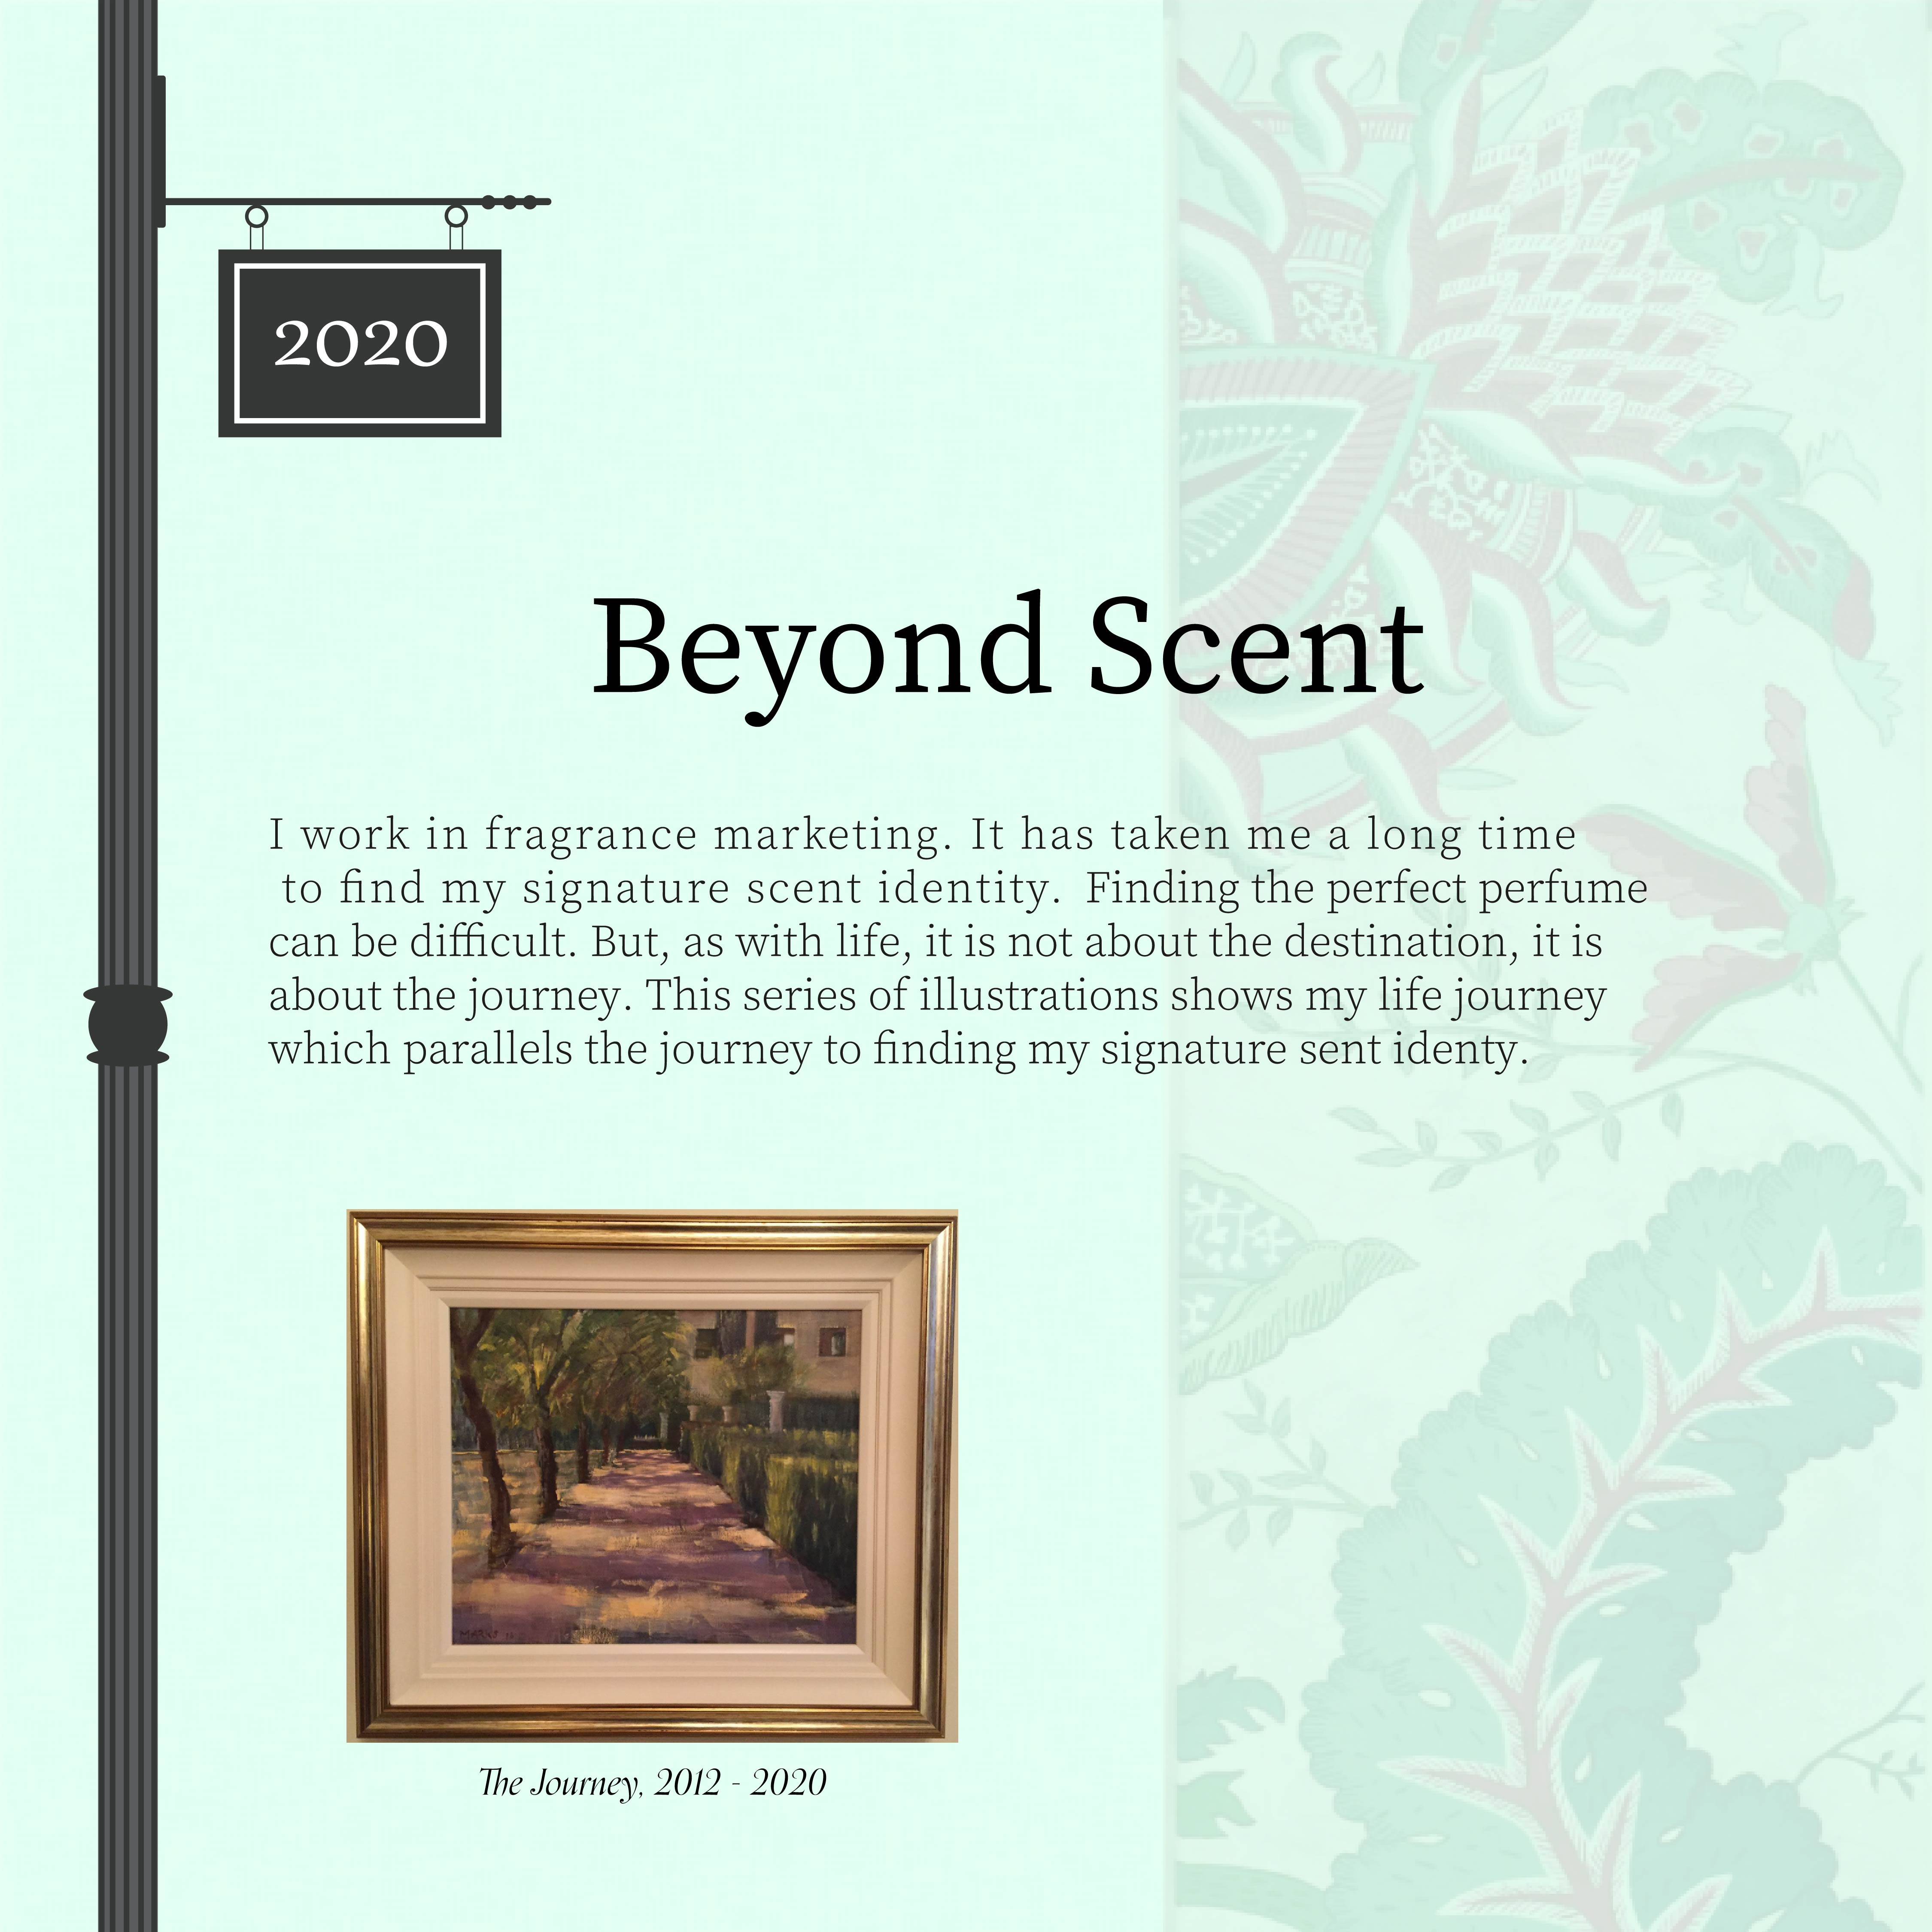 2020
Beyond Scent
I work in fragrance marketing. It has taken me a long time
to find my signature scent identity. Finding the perfect perfume
can be difficult. But, as with life, it is not about the destination, it is
about the journey. This series of illustrations shows my life journey
which parallels the journey to finding my signature sent identy.
The Journey, 2012 - 2020